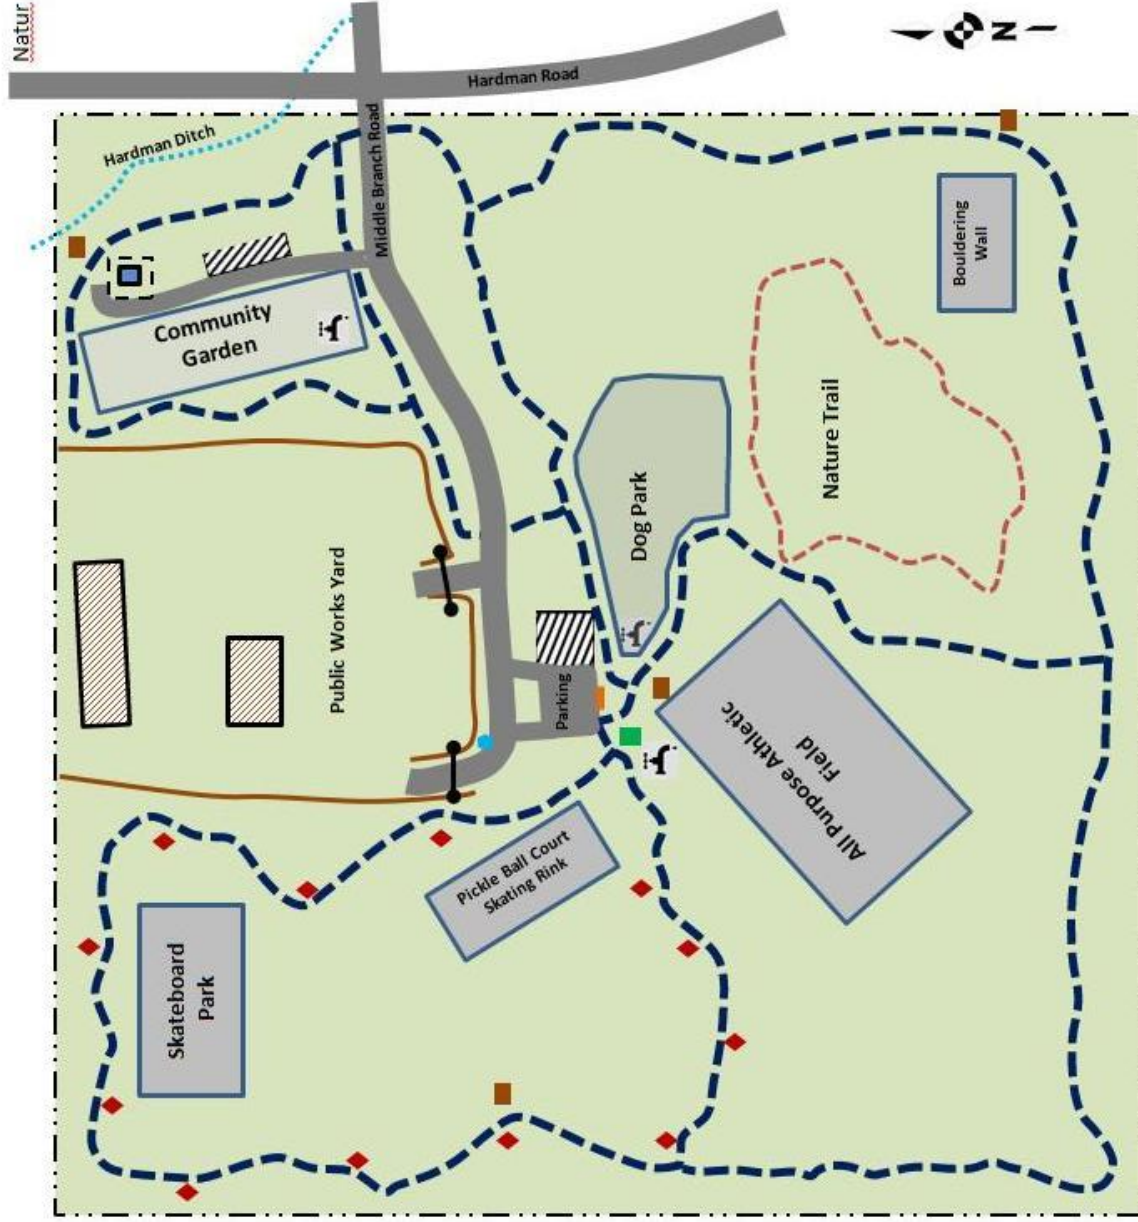 Natur
Hardman Road
N
Hardman Ditch
Middle Branch Road
Community
Garden
Bouldering
Wall
Nature Trail
Dog Park
Public Works Yard
Parking
All Purpose Athletic
Field
Pickle Ball Court
Skating Rink
Skateboard
Park